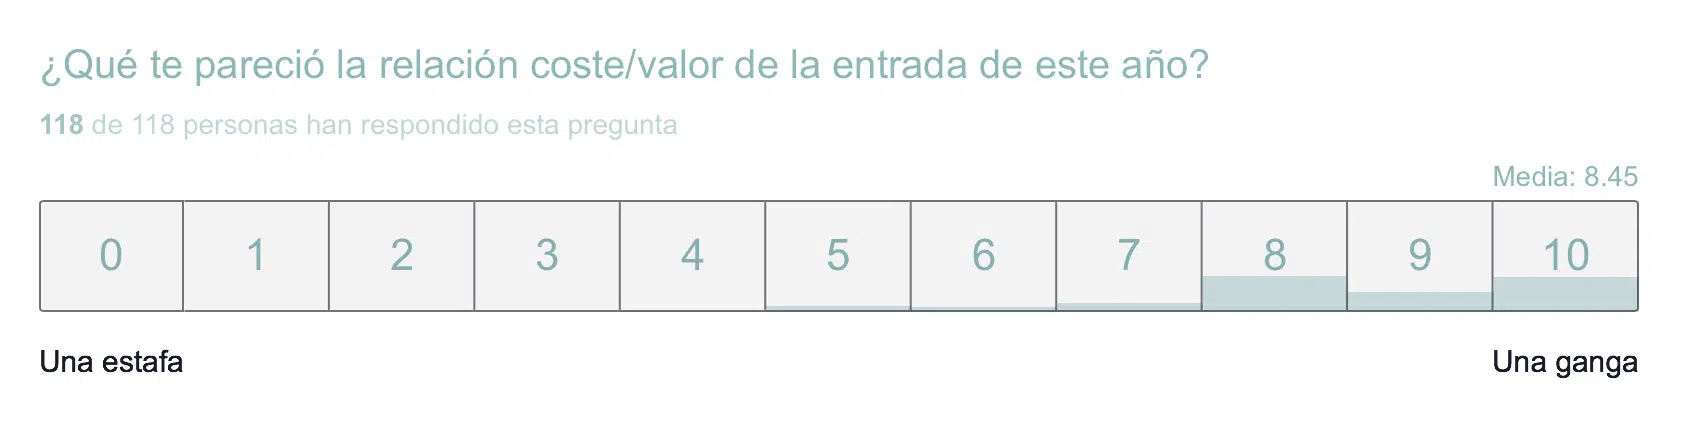 ¿Qué te pareció la relación coste/valor de la entrada de este año?
118 de 118 personas han respondido esta pregunta
Media: 8.45
0 1 2 3 4 5 6 7 8 9 10
Una estafa Una ganga